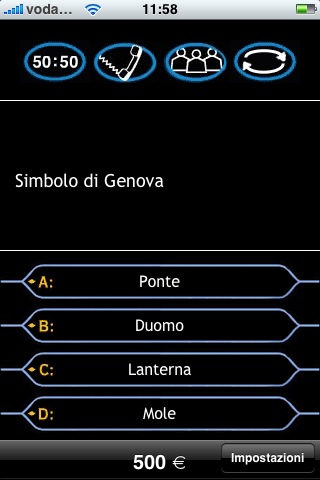 voda... 11:58
50:50
Simbolo di Genova
A: Ponte
B: Duomo
C: Lanterna
D: Mole
500 € Impostazioni